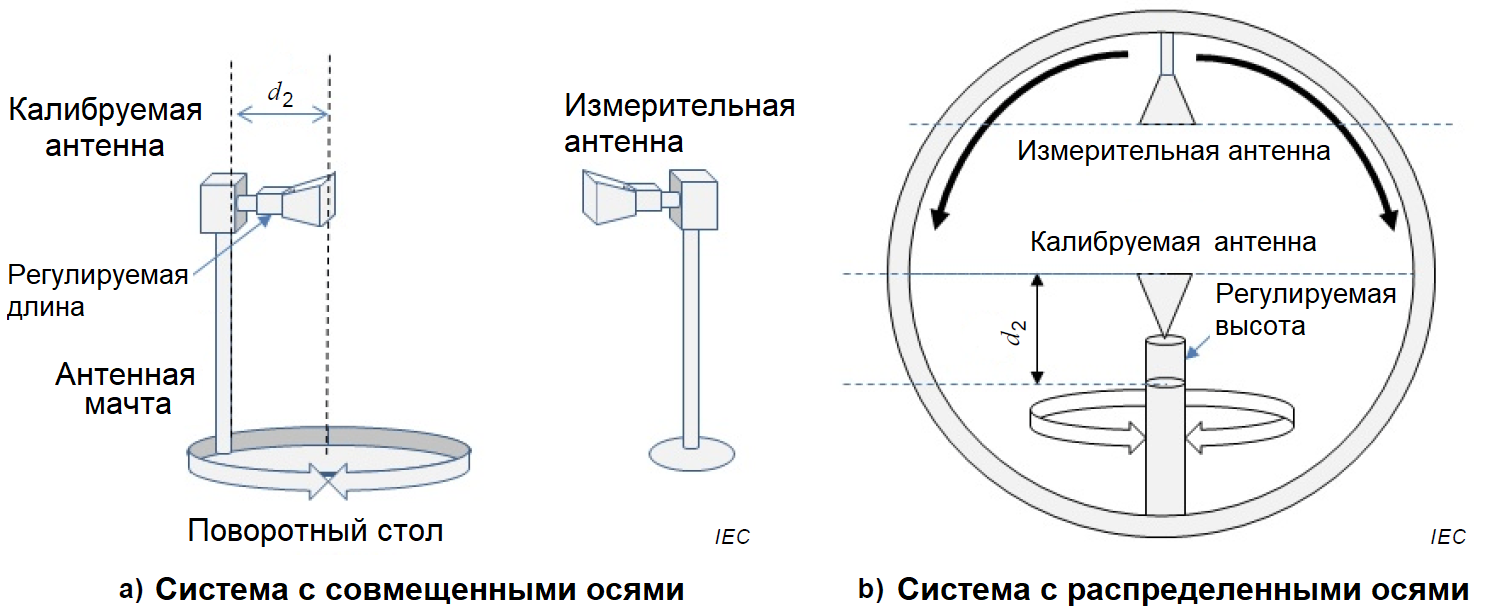 d2
Калибруемая
антенна
Измерительная
антенна
Регулируемая
длина
Антенная
мачта
Поворотный стол
IEC
a) Система с совмещенными осями
Измерительная антенна
Калибруемая антенна
Регулируемая
высота
d2
IEC
b) Система с распределенными осями